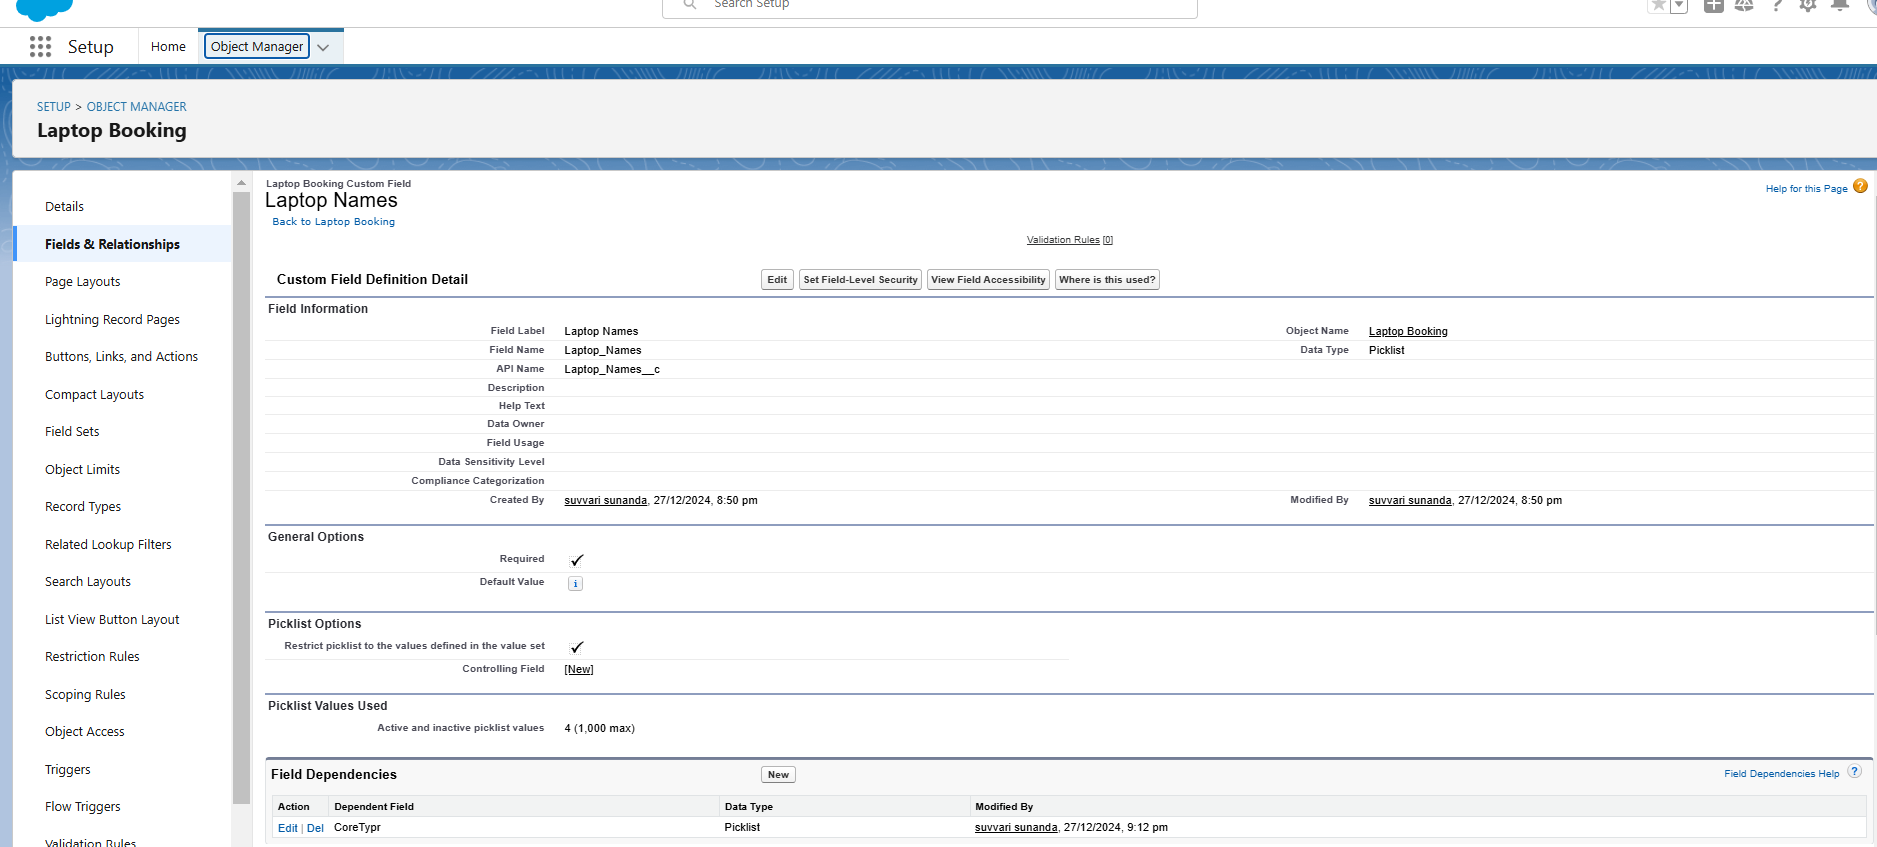 Search Setup
Setup
Home
Object Manager
SETUP > OBJECT MANAGER
Laptop Booking
Details
Fields & Relationships
Page Layouts
Lightning Record Pages
Buttons, Links, and Actions
Compact Layouts
Field Sets
Object Limits
Record Types
Related Lookup Filters
Search Layouts
List View Button Layout
Restriction Rules
Scoping Rules
Object Access
Triggers
Flow Triggers
Validation Rules
Laptop Booking Custom Field
Laptop Names
Back to Laptop Booking
Help for this Page
Validation Rules [0]
Custom Field Definition Detail
Edit Set Field-Level Security View Field Accessibility Where is this used?
Field Information
Field Label Laptop Names Object Name Laptop Booking
Field Name Laptop_Names Data Type Picklist
API Name Laptop_Names__c
Description
Help Text
Data Owner
Field Usage
Data Sensitivity Level
Compliance Categorization
Created By suvvari sunanda, 27/12/2024, 8:50 pm Modified By suvvari sunanda, 27/12/2024, 8:50 pm
General Options
Required
Default Value
Picklist Options
Restrict picklist to the values defined in the value set
Controlling Field [New]
Picklist Values Used
Active and inactive picklist values 4 (1,000 max)
Field Dependencies New Field Dependencies Help ?
Action Dependent Field Data Type Modified By
Edit | Del CoreTypr Picklist suvvari sunanda, 27/12/2024, 9:12 pm